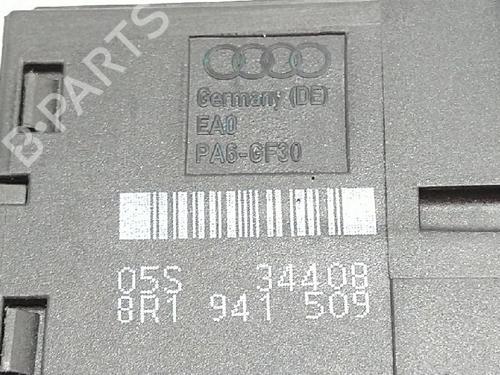 B-PARTS
Germany (DE)
EA0
PA6-GF30
05S 34408
8R1 941 509